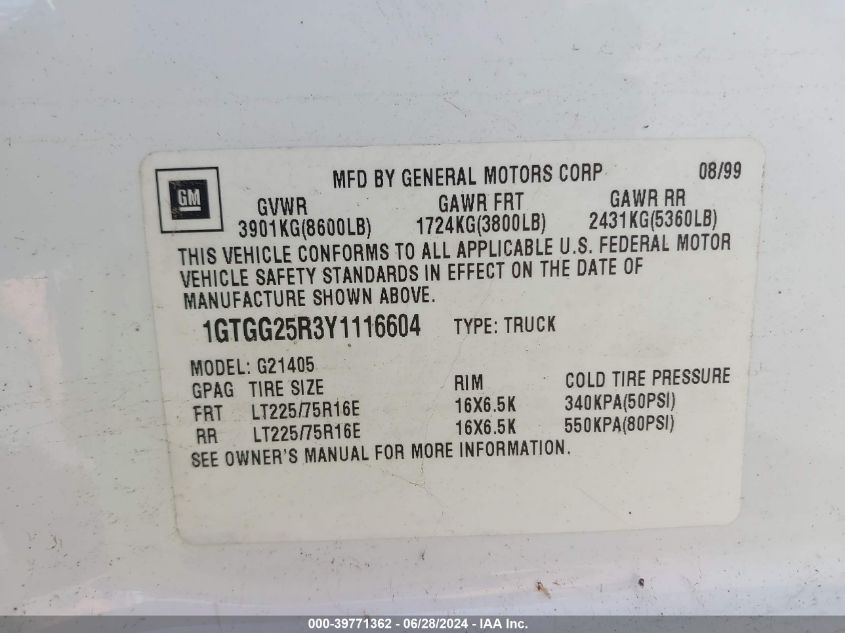 GM
MFD BY GENERAL MOTORS CORP 08/99
GVWR GAWR FRT GAWR RR
3901KG(8600LB) 1724KG(3800LB) 2431KG(5360LB)
THIS VEHICLE CONFORMS TO ALL APPLICABLE U.S. FEDERAL MOTOR
VEHICLE SAFETY STANDARDS IN EFFECT ON THE DATE OF
MANUFACTURE SHOWN ABOVE.
1GTGG25R3Y1116604 TYPE: TRUCK
MODEL: G21405
GPAG TIRE SIZE RIM COLD TIRE PRESSURE
FRT LT225/75R16E 16X6.5K 340KPA(50PSI)
RR LT225/75R16E 16X6.5K 550KPA(80PSI)
SEE OWNER'S MANUAL FOR MORE INFORMATION.
000-39771362 - 06/28/2024 - IAA Inc.